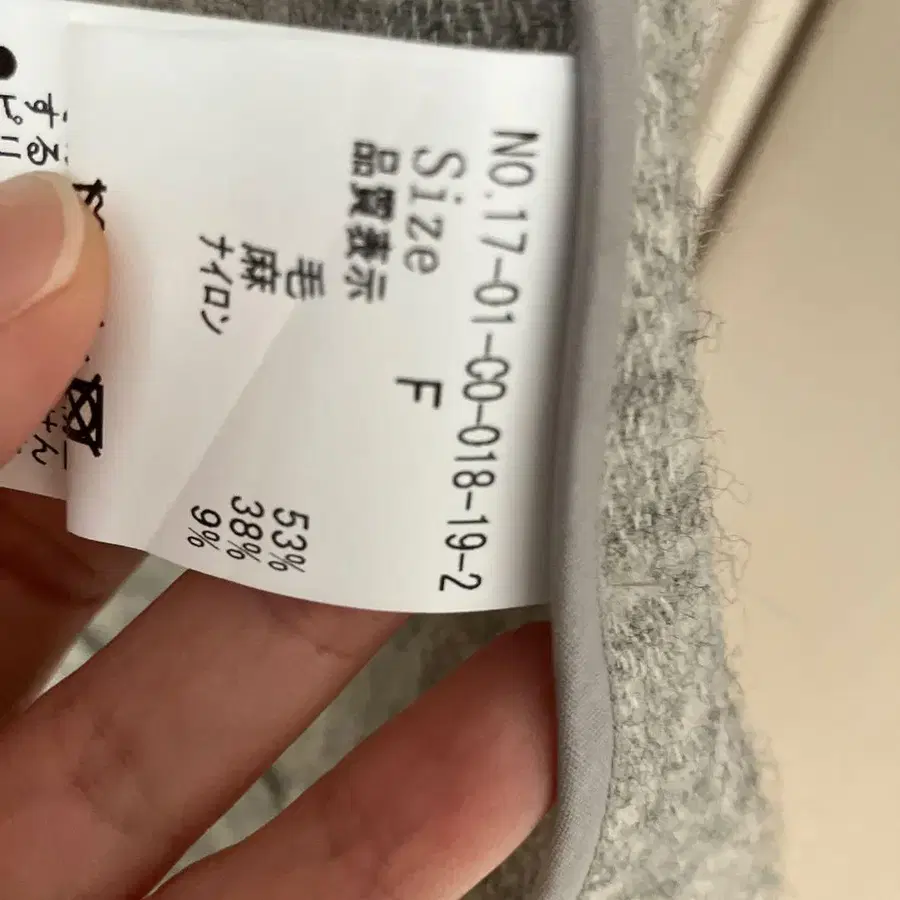 NO.17-01-CO-018-19-2
Size F
品質表示
毛 53%
麻 38%
ナイロン 9%